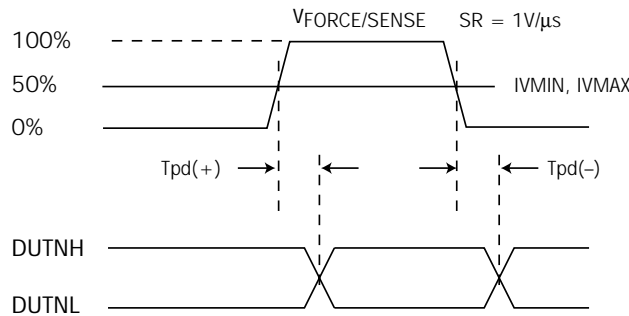 VFORCE/SENSE SR = 1V/µs
100%
50%
IVMIN, IVMAX
0%
Tpd(+)
Tpd(–)
DUTNH
DUTNL